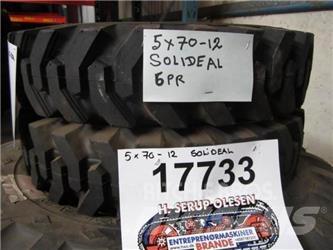 5x70-12
SOLIDEAL
6PR
5x70-12 SOLIDEAL
17733
H. SERUP OLESEN
ENTREPRENØRMASKINER
BRANDE